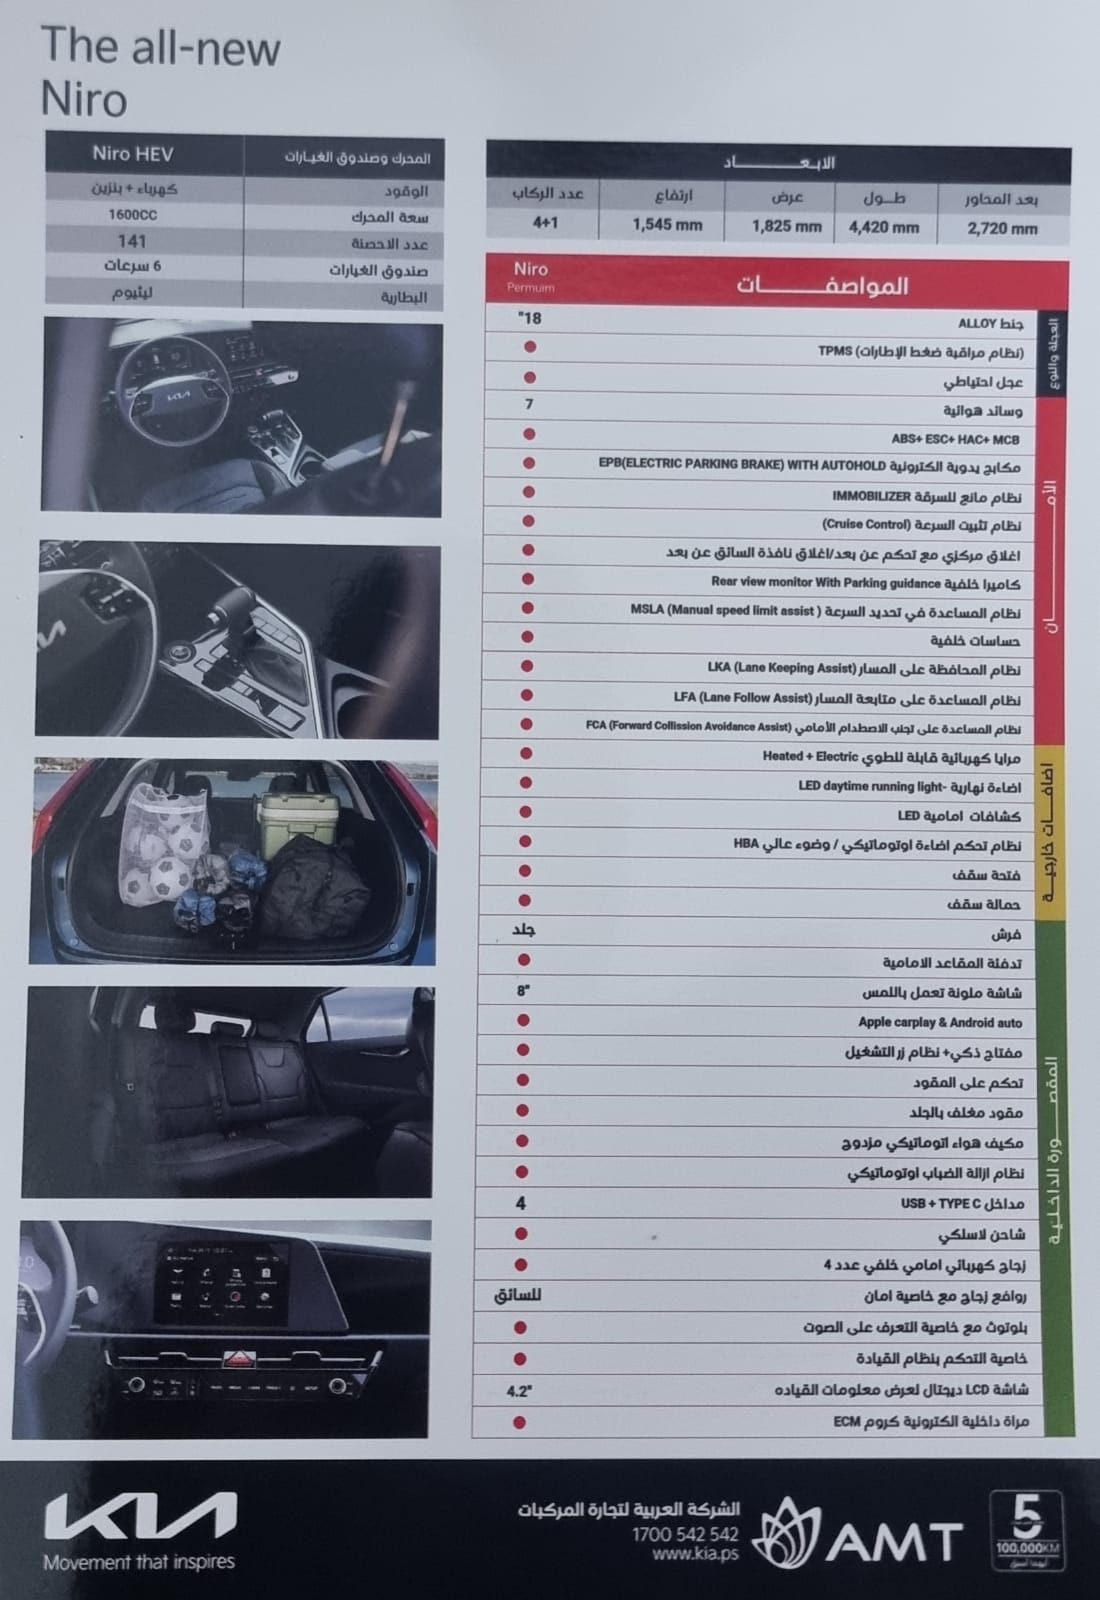 The all-new
Niro
المحرك وصندوق الغيارات Niro HEV
الوقود كهرباء + بنزين
سعة المحرك 1600CC
عدد الاحصنة 141
صندوق الغيارات 6 سرعات
البطارية ليثيوم
الابعـــــاد
بعد المحاور طــول عرض ارتفاع عدد الركاب
2,720 mm 4,420 mm 1,825 mm 1,545 mm 4+1
المواصفـــــات Niro
Permuim
العجلة والنوع
جنط ALLOY 18"
TPMS (نظام مراقبة ضغط الإطارات)
عجل احتياطي
الأمـــــان
وسائد هوائية 7
ABS+ ESC+ HAC+ MCB
مكابح يدوية الكترونية EPB(ELECTRIC PARKING BRAKE) WITH AUTOHOLD
نظام مانع للسرقة IMMOBILIZER
نظام تثبيت السرعة (Cruise Control)
اغلاق مركزي مع تحكم عن بعد/اغلاق نافذة السائق عن بعد
كاميرا خلفية Rear view monitor With Parking guidance
نظام المساعدة في تحديد السرعة MSLA (Manual speed limit assist )
حساسات خلفية
نظام المحافظة على المسار LKA (Lane Keeping Assist)
نظام المساعدة على متابعة المسار LFA (Lane Follow Assist)
نظام المساعدة على تجنب الاصطدام الأمامي FCA (Forward Collission Avoidance Assist)
اضافـــات خارجيـــة
مرايا كهربائية قابلة للطوي Heated + Electric
اضاءة نهارية -LED daytime running light
كشافات امامية LED
نظام تحكم اضاءة اوتوماتيكي / وضوء عالي HBA
فتحة سقف
حمالة سقف
المقصـــورة الداخلـيـة
فرش جلد
تدفئة المقاعد الامامية
شاشة ملونة تعمل باللمس 8"
Apple carplay & Android auto
مفتاح ذكي+ نظام زر التشغيل
تحكم على المقود
مقود مغلف بالجلد
مكيف هواء اتوماتيكي مزدوج
نظام ازالة الضباب اوتوماتيكي
مداخل USB + TYPE C 4
شاحن لاسلكي
زجاج كهربائي امامي خلفي عدد 4
روافع زجاج مع خاصية امان للسائق
بلوتوث مع خاصية التعرف على الصوت
خاصية التحكم بنظام القيادة
شاشة LCD ديجتال لعرض معلومات القياده 4.2"
مراة داخلية الكترونية كروم ECM
KIA
Movement that inspires
الشركة العربية لتجارة المركبات
1700 542 542
www.kia.ps
AMT
5
100,000KM